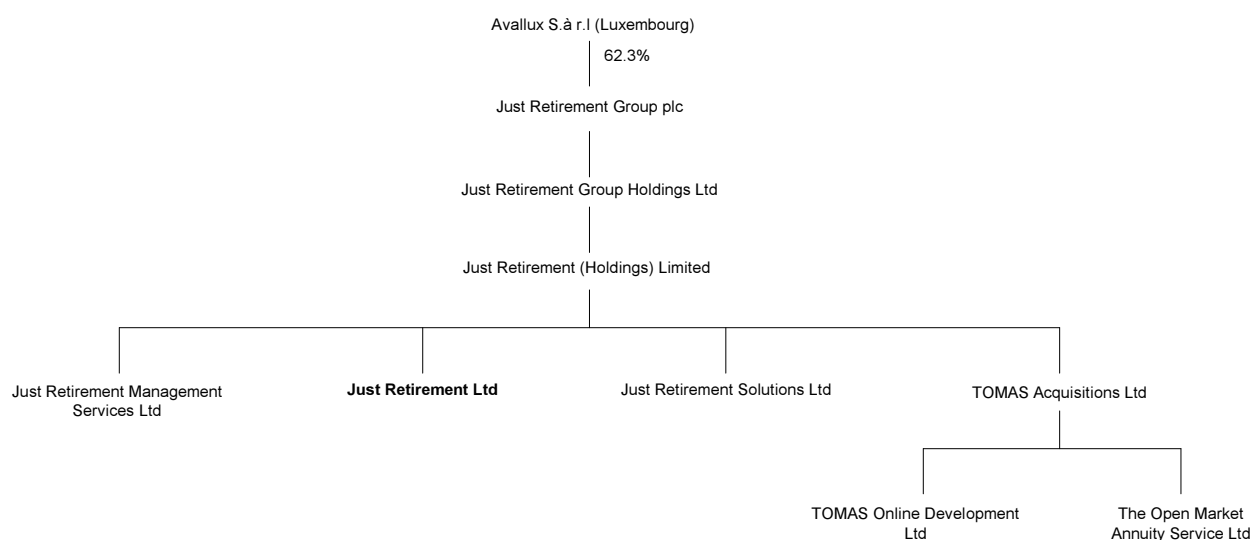 Avallux S.à r.l (Luxembourg)
62.3%
Just Retirement Group plc
Just Retirement Group Holdings Ltd
Just Retirement (Holdings) Limited
Just Retirement Management
Services Ltd
Just Retirement Ltd
Just Retirement Solutions Ltd
TOMAS Acquisitions Ltd
TOMAS Online Development
Ltd
The Open Market
Annuity Service Ltd